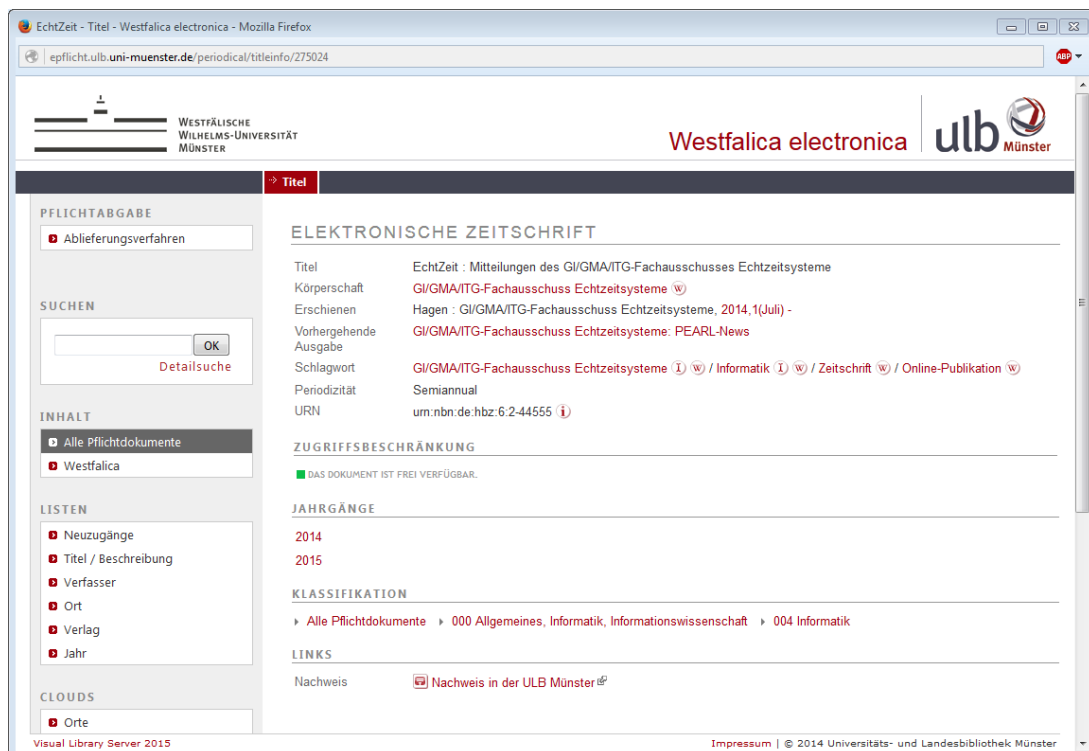 EchtZeit - Titel - Westfalica electronica - Mozilla Firefox
epflicht.ulb.uni-muenster.de/periodical/titleinfo/275024
ABP
WESTFÄLISCHE
WILHELMS-UNIVERSITÄT
MÜNSTER
Westfalica electronica
ulb Münster
Titel
PFLICHTABGABE
Ablieferungsverfahren
SUCHEN
OK
Detailsuche
INHALT
Alle Pflichtdokumente
Westfalica
LISTEN
Neuzugänge
Titel / Beschreibung
Verfasser
Ort
Verlag
Jahr
CLOUDS
Orte
ELEKTRONISCHE ZEITSCHRIFT
Titel EchtZeit : Mitteilungen des GI/GMA/ITG-Fachausschusses Echtzeitsysteme
Körperschaft GI/GMA/ITG-Fachausschuss Echtzeitsysteme W
Erschienen Hagen : GI/GMA/ITG-Fachausschuss Echtzeitsysteme, 2014,1(Juli) -
Vorhergehende GI/GMA/ITG-Fachausschuss Echtzeitsysteme: PEARL-News
Ausgabe
Schlagwort GI/GMA/ITG-Fachausschuss Echtzeitsysteme I W / Informatik I W / Zeitschrift W / Online-Publikation W
Periodizität Semiannual
URN urn:nbn:de:hbz:6:2-44555 i
ZUGRIFFSBESCHRÄNKUNG
DAS DOKUMENT IST FREI VERFÜGBAR.
JAHRGÄNGE
2014
2015
KLASSIFIKATION
Alle Pflichtdokumente 000 Allgemeines, Informatik, Informationswissenschaft 004 Informatik
LINKS
Nachweis Nachweis in der ULB Münster
Visual Library Server 2015
Impressum | © 2014 Universitäts- und Landesbibliothek Münster